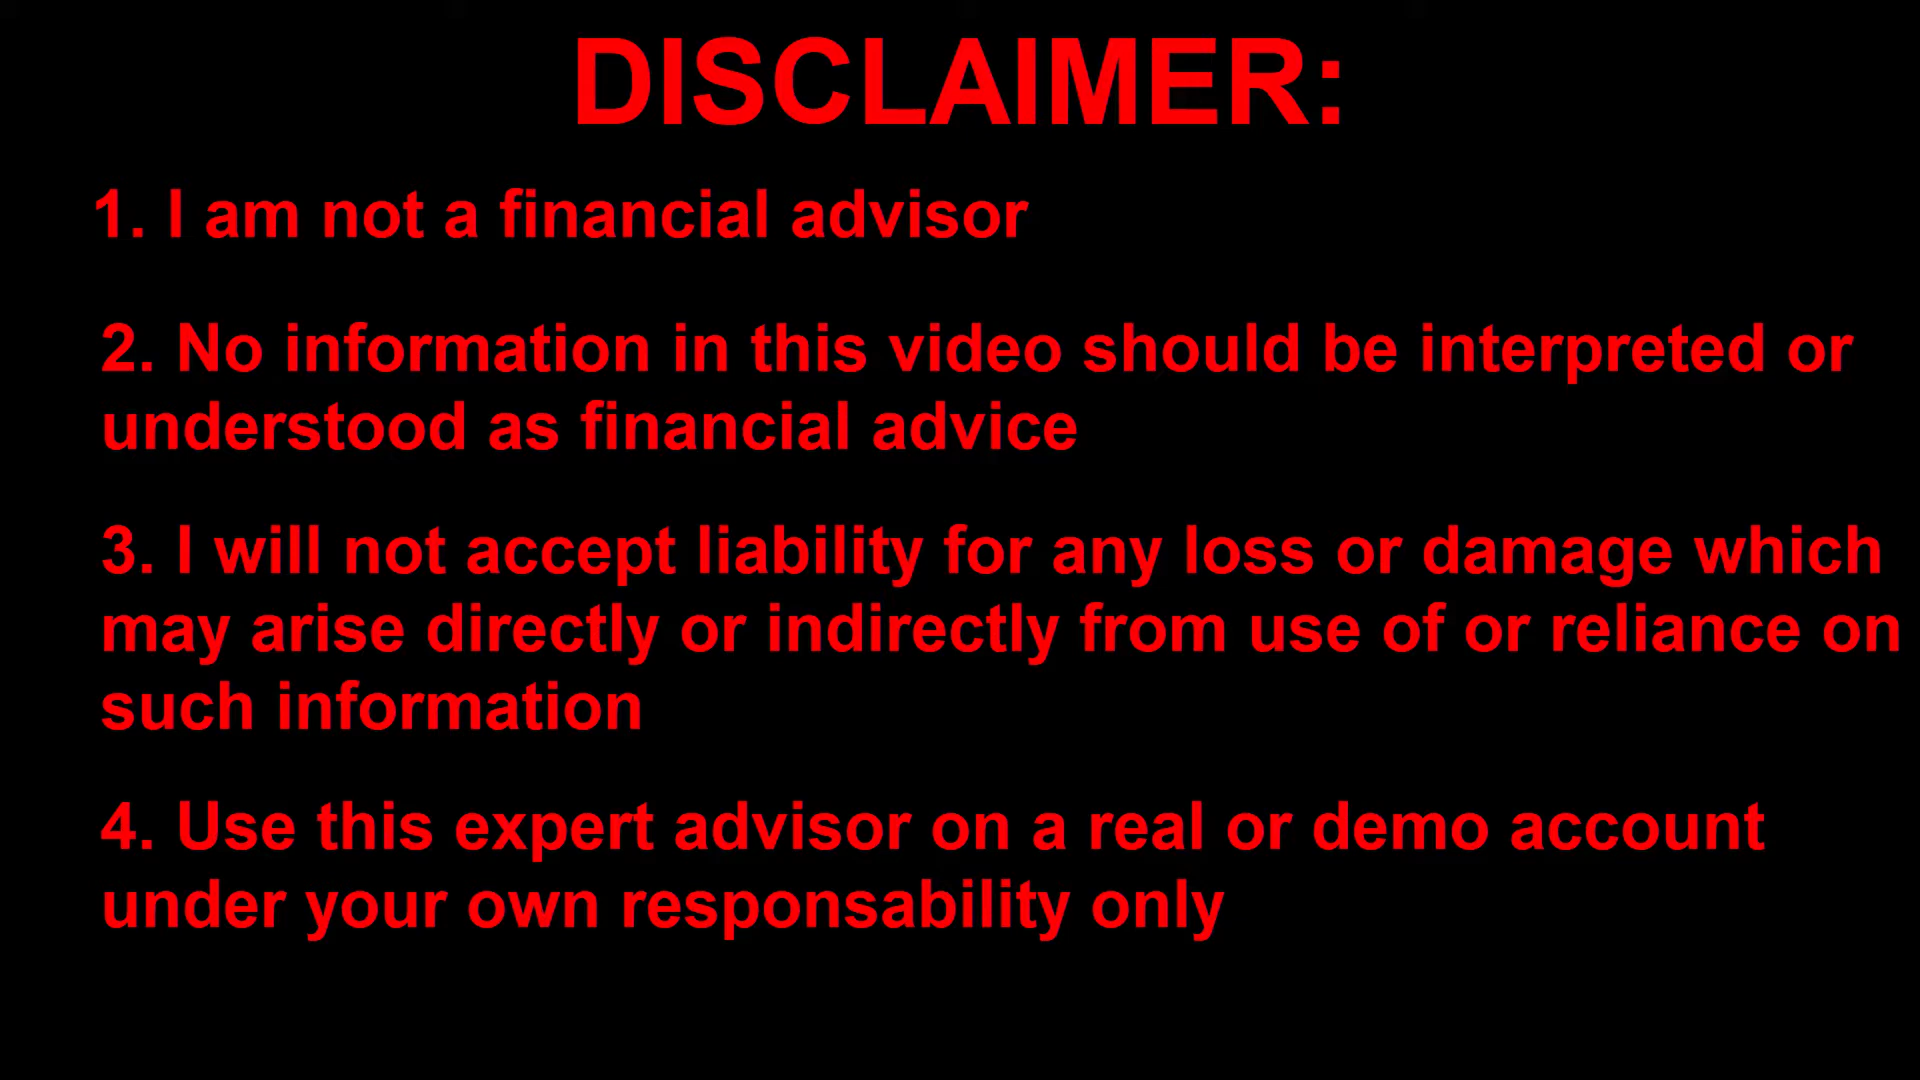 DISCLAIMER:
1. I am not a financial advisor
2. No information in this video should be interpreted or
understood as financial advice
3. I will not accept liability for any loss or damage which
may arise directly or indirectly from use of or reliance on
such information
4. Use this expert advisor on a real or demo account
under your own responsability only